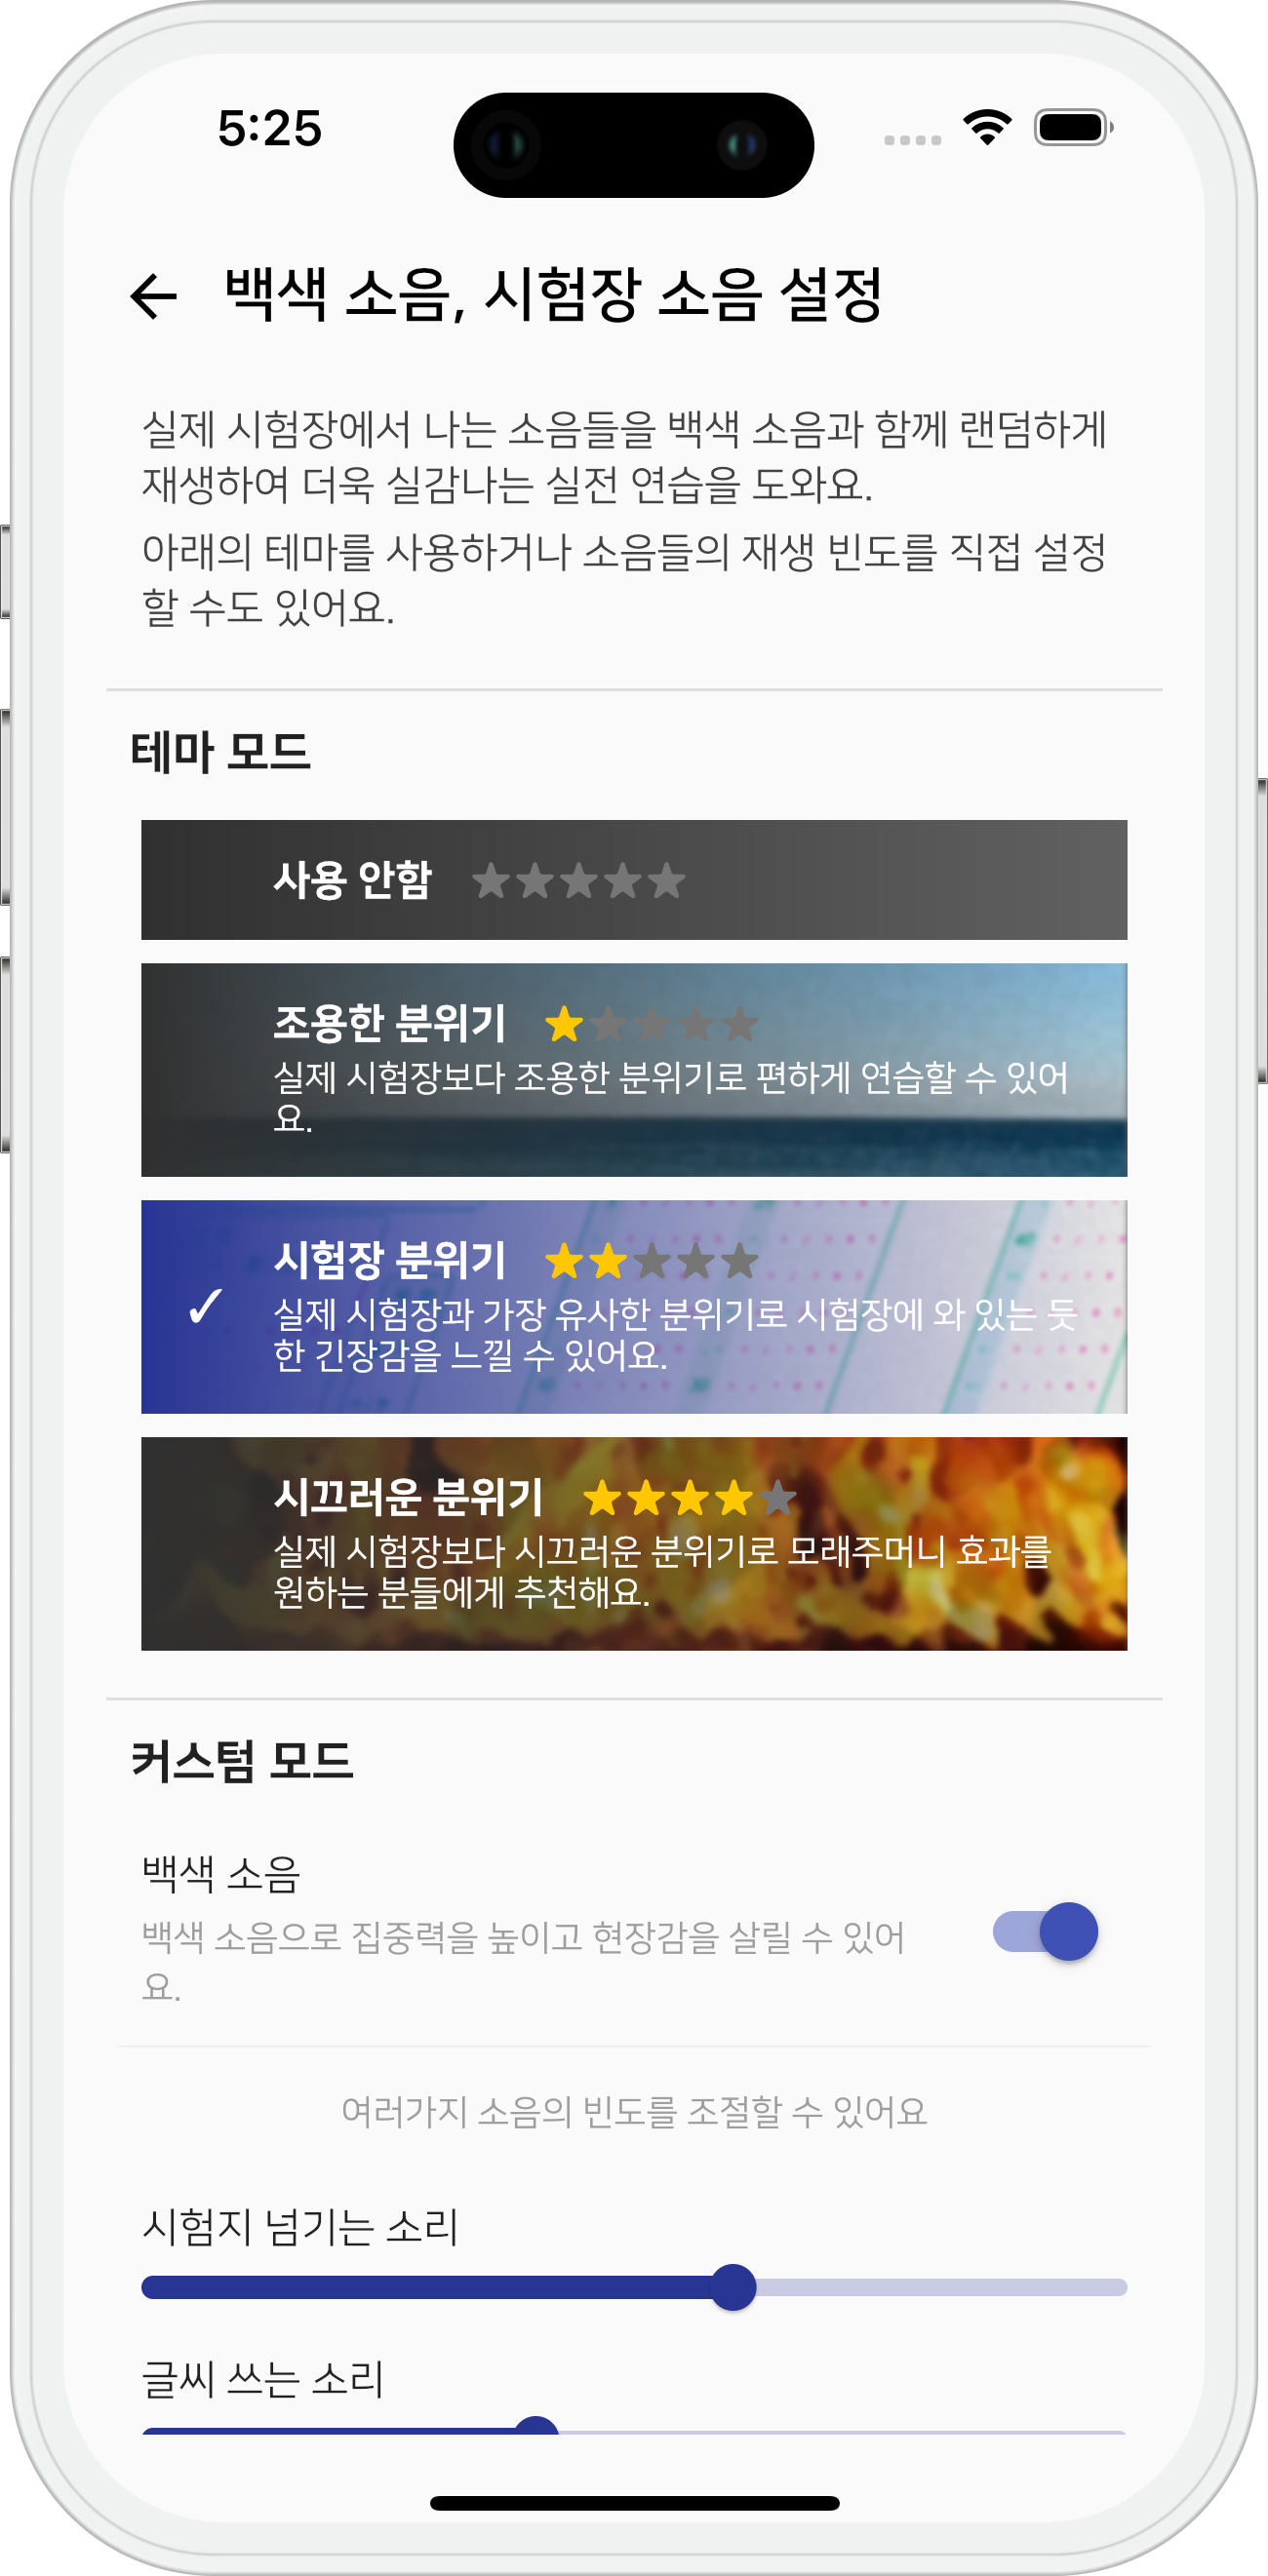 5:25
백색 소음, 시험장 소음 설정
실제 시험장에서 나는 소음들을 백색 소음과 함께 랜덤하게
재생하여 더욱 실감나는 실전 연습을 도와요.
아래의 테마를 사용하거나 소음들의 재생 빈도를 직접 설정
할 수도 있어요.
테마 모드
사용 안함
조용한 분위기
실제 시험장보다 조용한 분위기로 편하게 연습할 수 있어
요.
시험장 분위기
실제 시험장과 가장 유사한 분위기로 시험장에 와 있는 듯
한 긴장감을 느낄 수 있어요.
시끄러운 분위기
실제 시험장보다 시끄러운 분위기로 모래주머니 효과를
원하는 분들에게 추천해요.
커스텀 모드
백색 소음
백색 소음으로 집중력을 높이고 현장감을 살릴 수 있어
요.
여러가지 소음의 빈도를 조절할 수 있어요
시험지 넘기는 소리
글씨 쓰는 소리